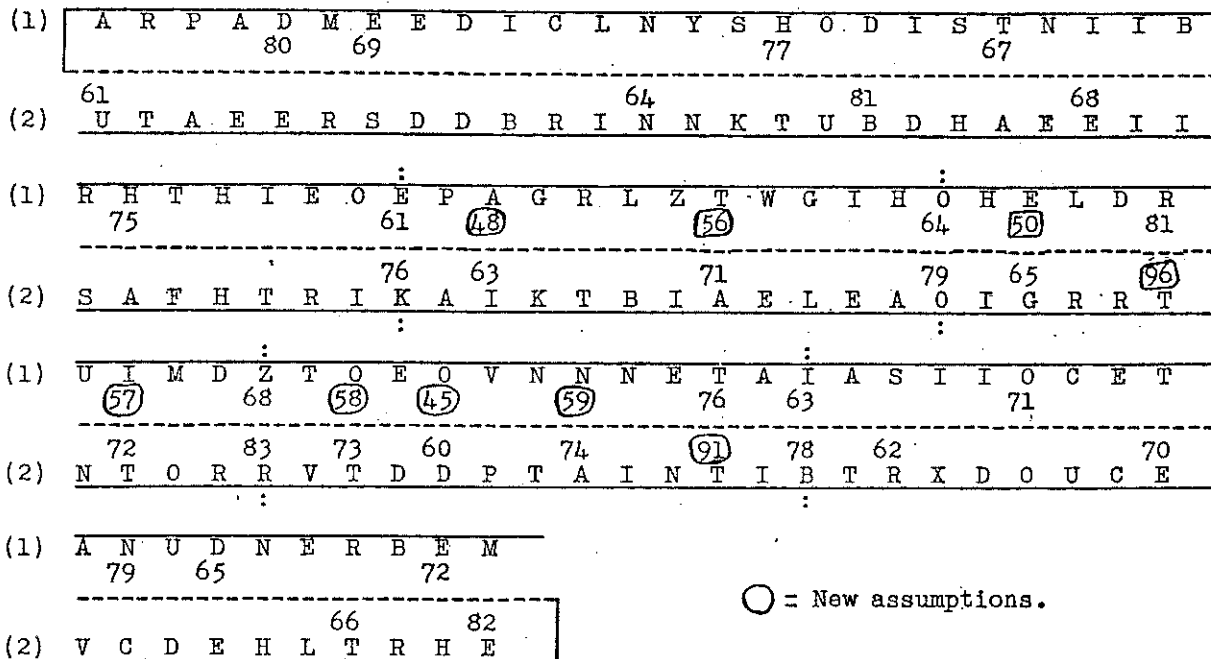 (1) A R P A D M E E D I C L N Y S H O D I S T N I I B
80 69 77 67
61 64 81 68
(2) U T A E E R S D D B R I N N K T U B D H A E E I I
(1) R H T H I E O E P A G R L Z T W G I H O H E L D R
75 61 48 56 64 50 81
76 63 71 79 65 96
(2) S A F H T R I K A I K T B I A E L E A O I G R R T
(1) U I M D Z T O E O V N N N E T A I A S I I O C E T
57 68 58 45 59 76 63 71
72 83 73 60 74 91 78 62 70
(2) N T O R R V T D D P T A I N T I B T R X D O U C E
(1) A N U D N E R B E M
79 65 72
66 82
(2) V C D E H L T R H E
○ = New assumptions.